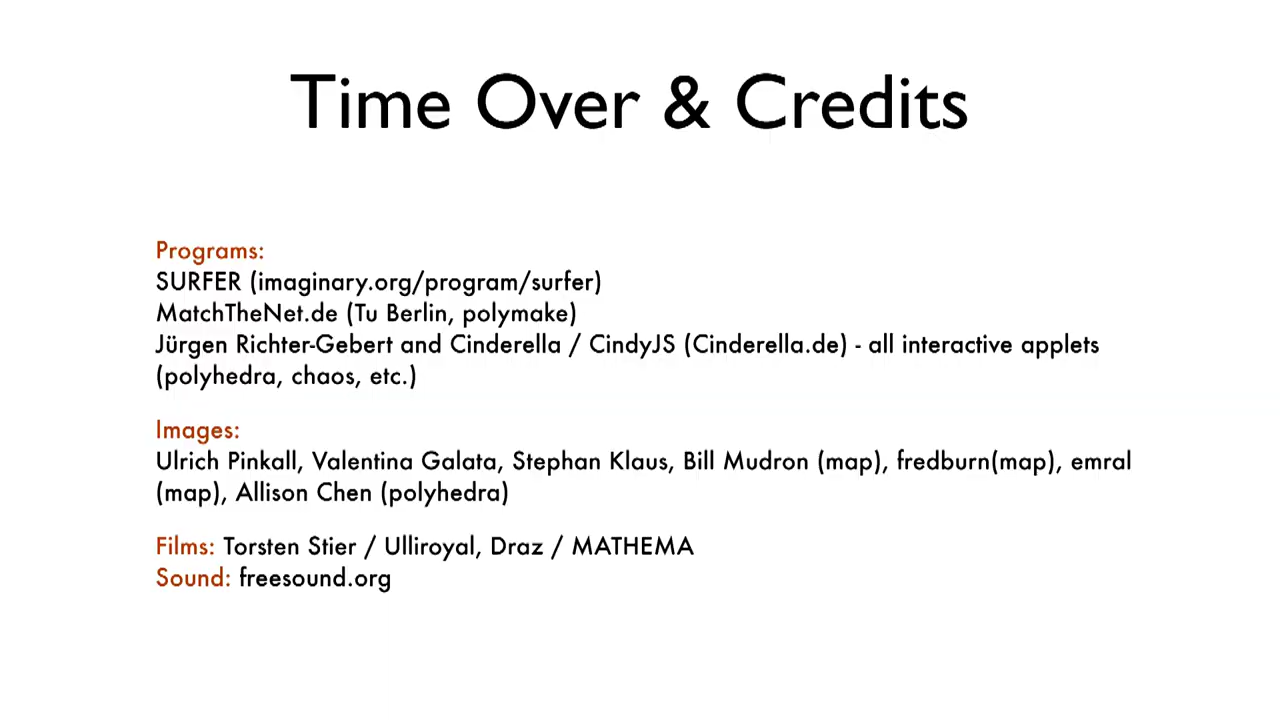 Time Over & Credits
Programs:
SURFER (imaginary.org/program/surfer)
MatchTheNet.de (Tu Berlin, polymake)
Jürgen Richter-Gebert and Cinderella / CindyJS (Cinderella.de) - all interactive applets
(polyhedra, chaos, etc.)
Images:
Ulrich Pinkall, Valentina Galata, Stephan Klaus, Bill Mudron (map), fredburn(map), emral
(map), Allison Chen (polyhedra)
Films: Torsten Stier / Ulliroyal, Draz / MATHEMA
Sound: freesound.org